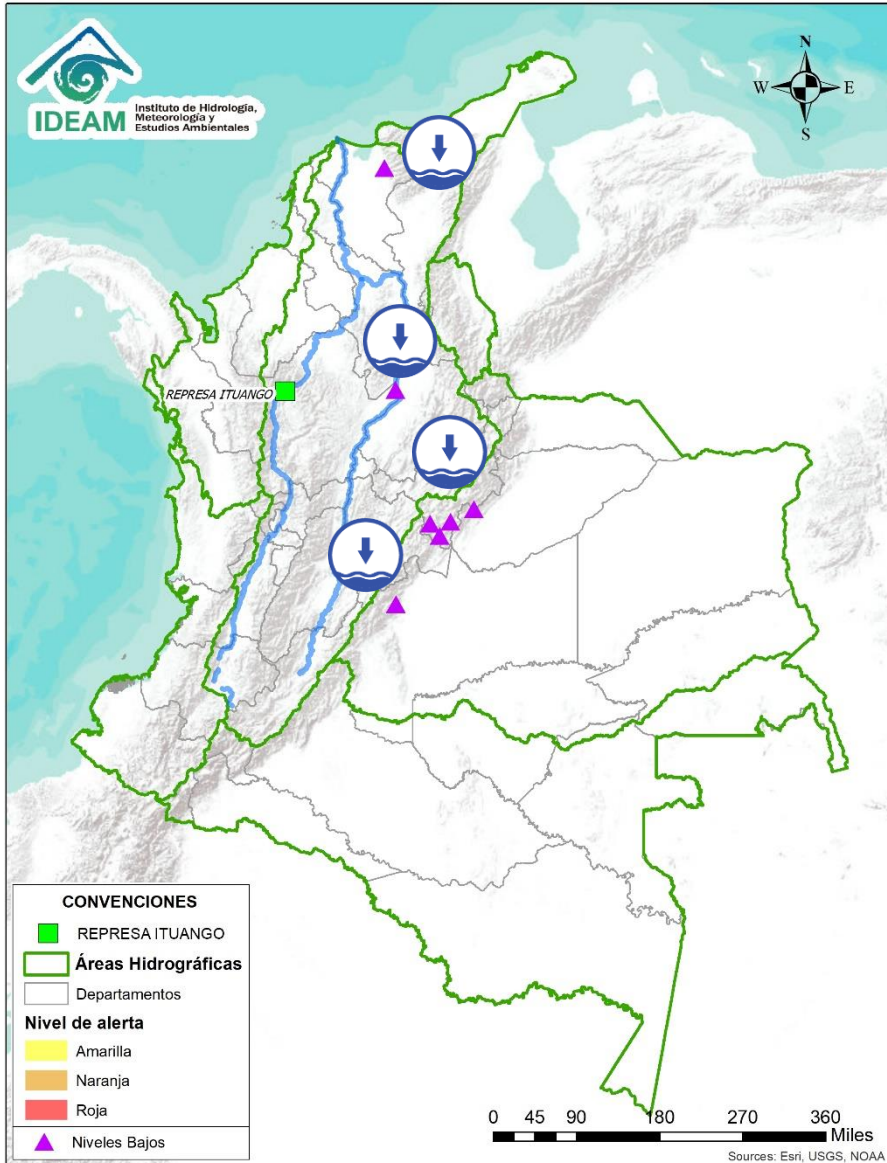 IDEAM
Instituto de Hidrología,
Meteorología y
Estudios Ambientales
N
W
E
S
REPRESA ITUANGO
CONVENCIONES
REPRESA ITUANGO
Áreas Hidrográficas
Departamentos
Nivel de alerta
Amarilla
Naranja
Roja
Niveles Bajos
0 45 90 180 270 360
Miles
Sources: Esri, USGS, NOAA